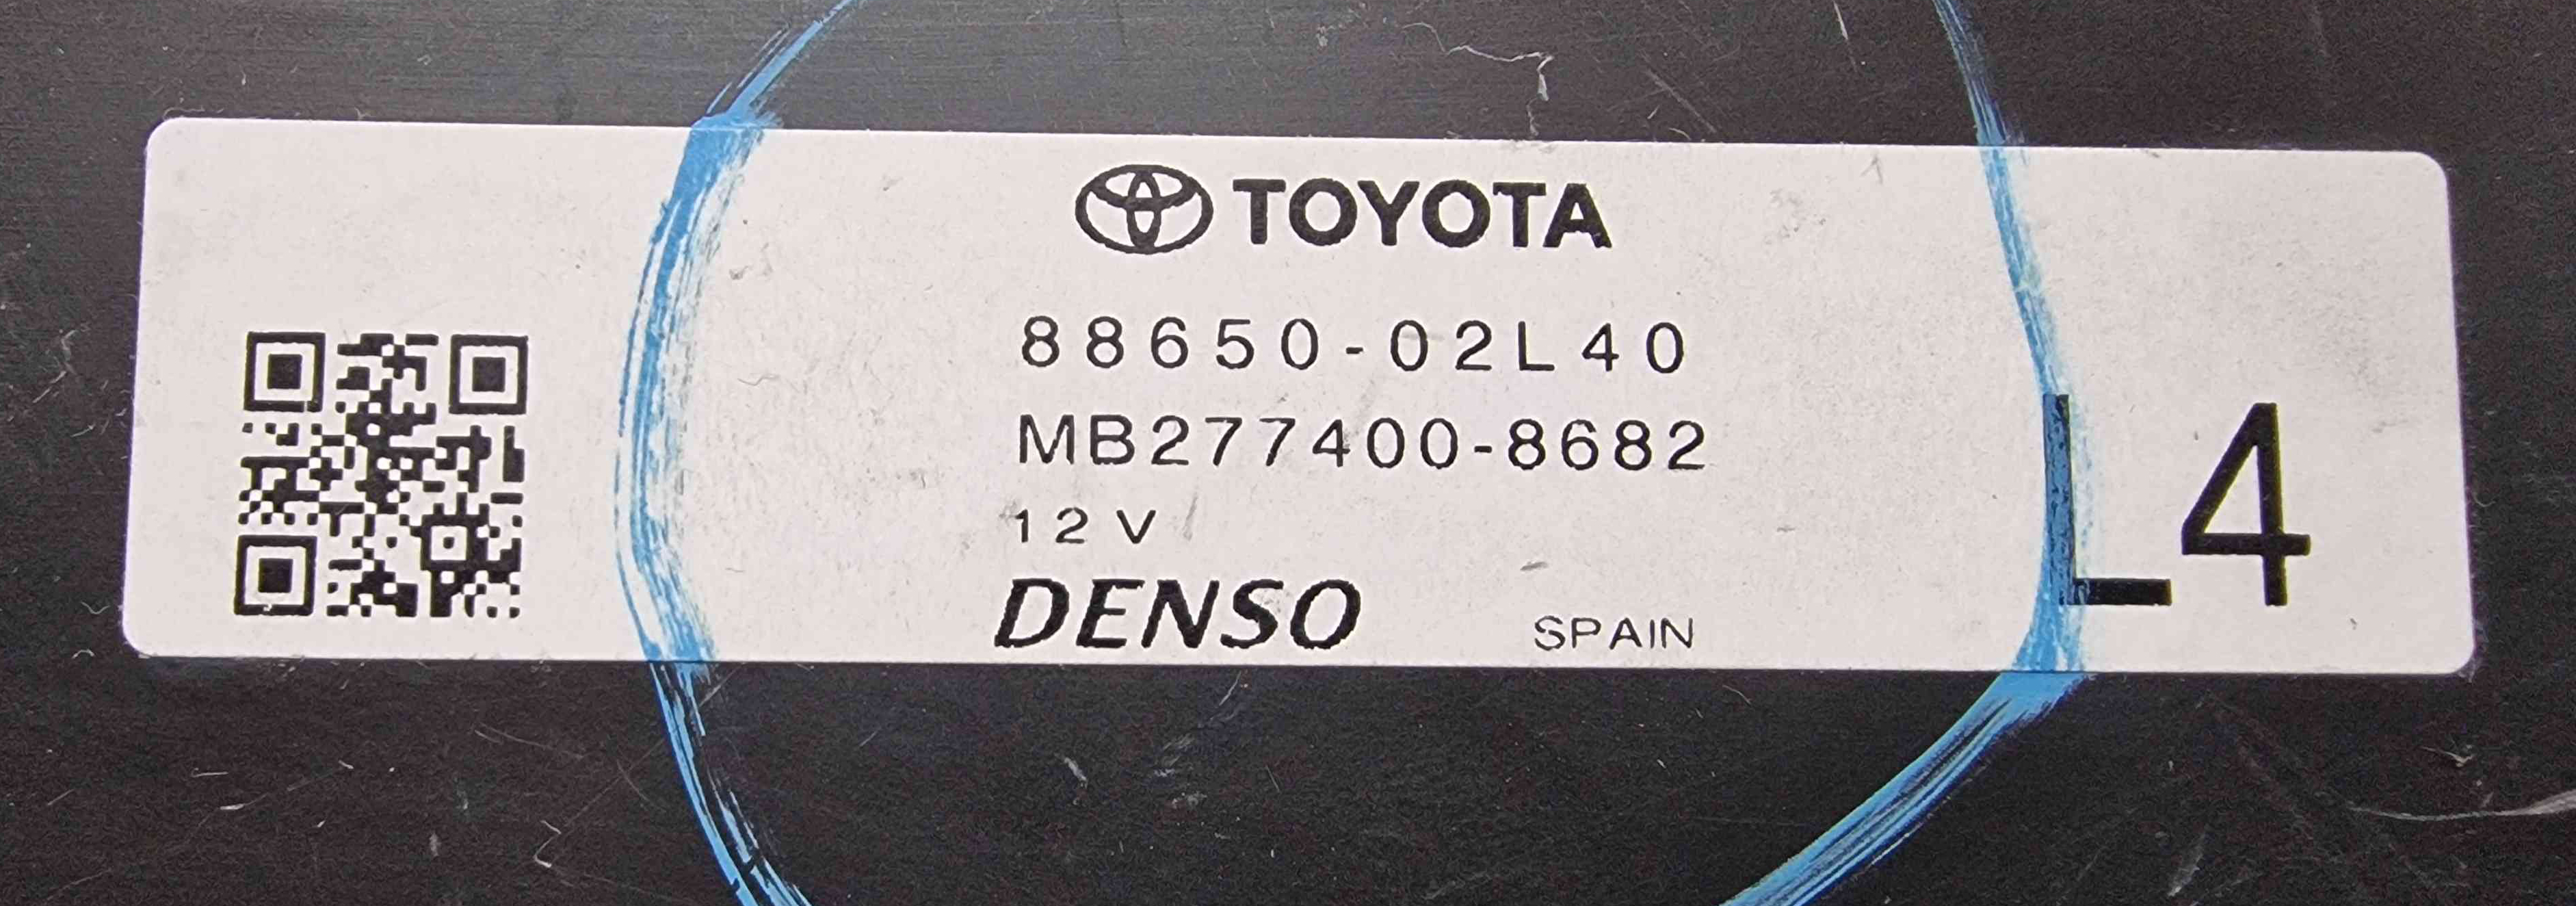 TOYOTA
88650-02L40
MB277400-8682
12V
DENSO SPAIN
L4